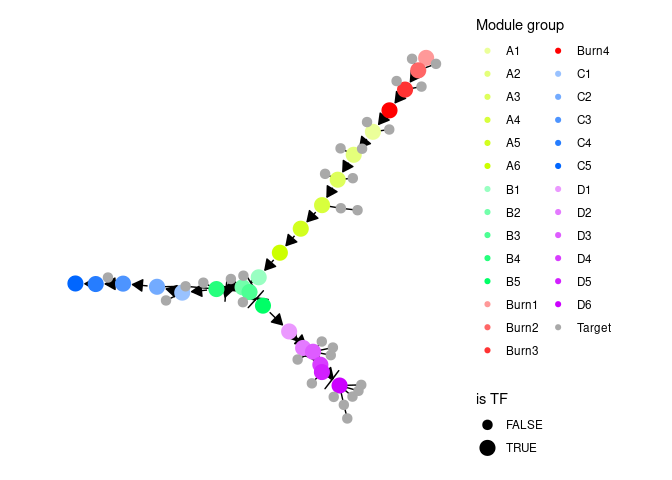 Module group
A1
A2
A3
A4
A5
A6
B1
B2
B3
B4
B5
Burn1
Burn2
Burn3
Burn4
C1
C2
C3
C4
C5
D1
D2
D3
D4
D5
D6
Target
is TF
FALSE
TRUE